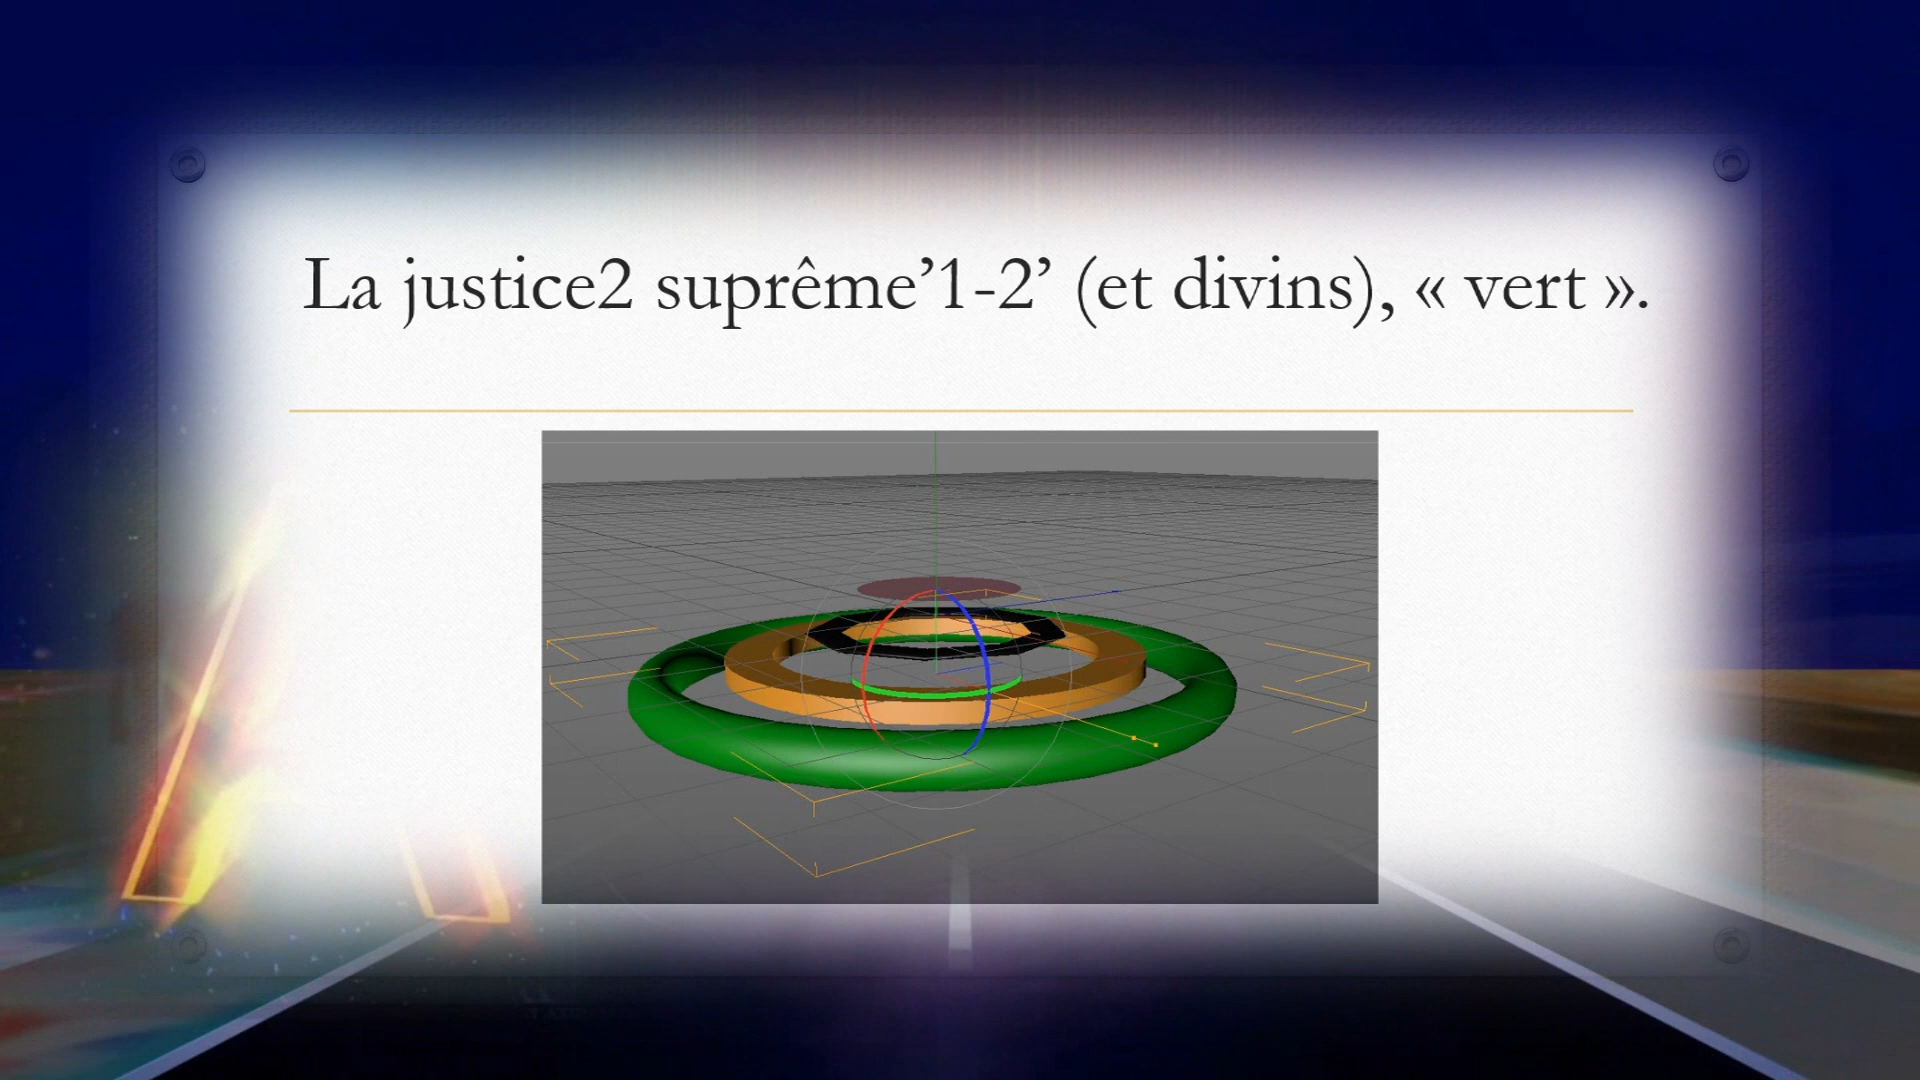 La justice2 suprême’1-2’ (et divins), « vert ».